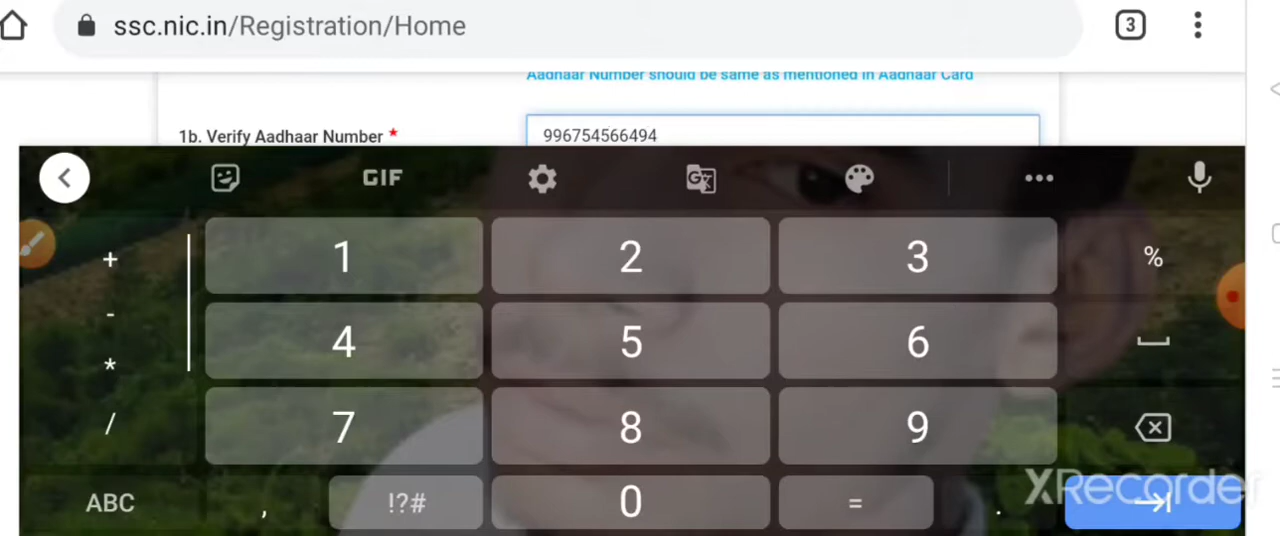 3
ssc.nic.in/Registration/Home
Aadhaar Number should be same as mentioned in Aadhaar Card
1b. Verify Aadhaar Number *
996754566494
GIF
+ 1 2 3 %
-
* 4 5 6
/ 7 8 9
ABC , !?# 0 = .
XRecorder